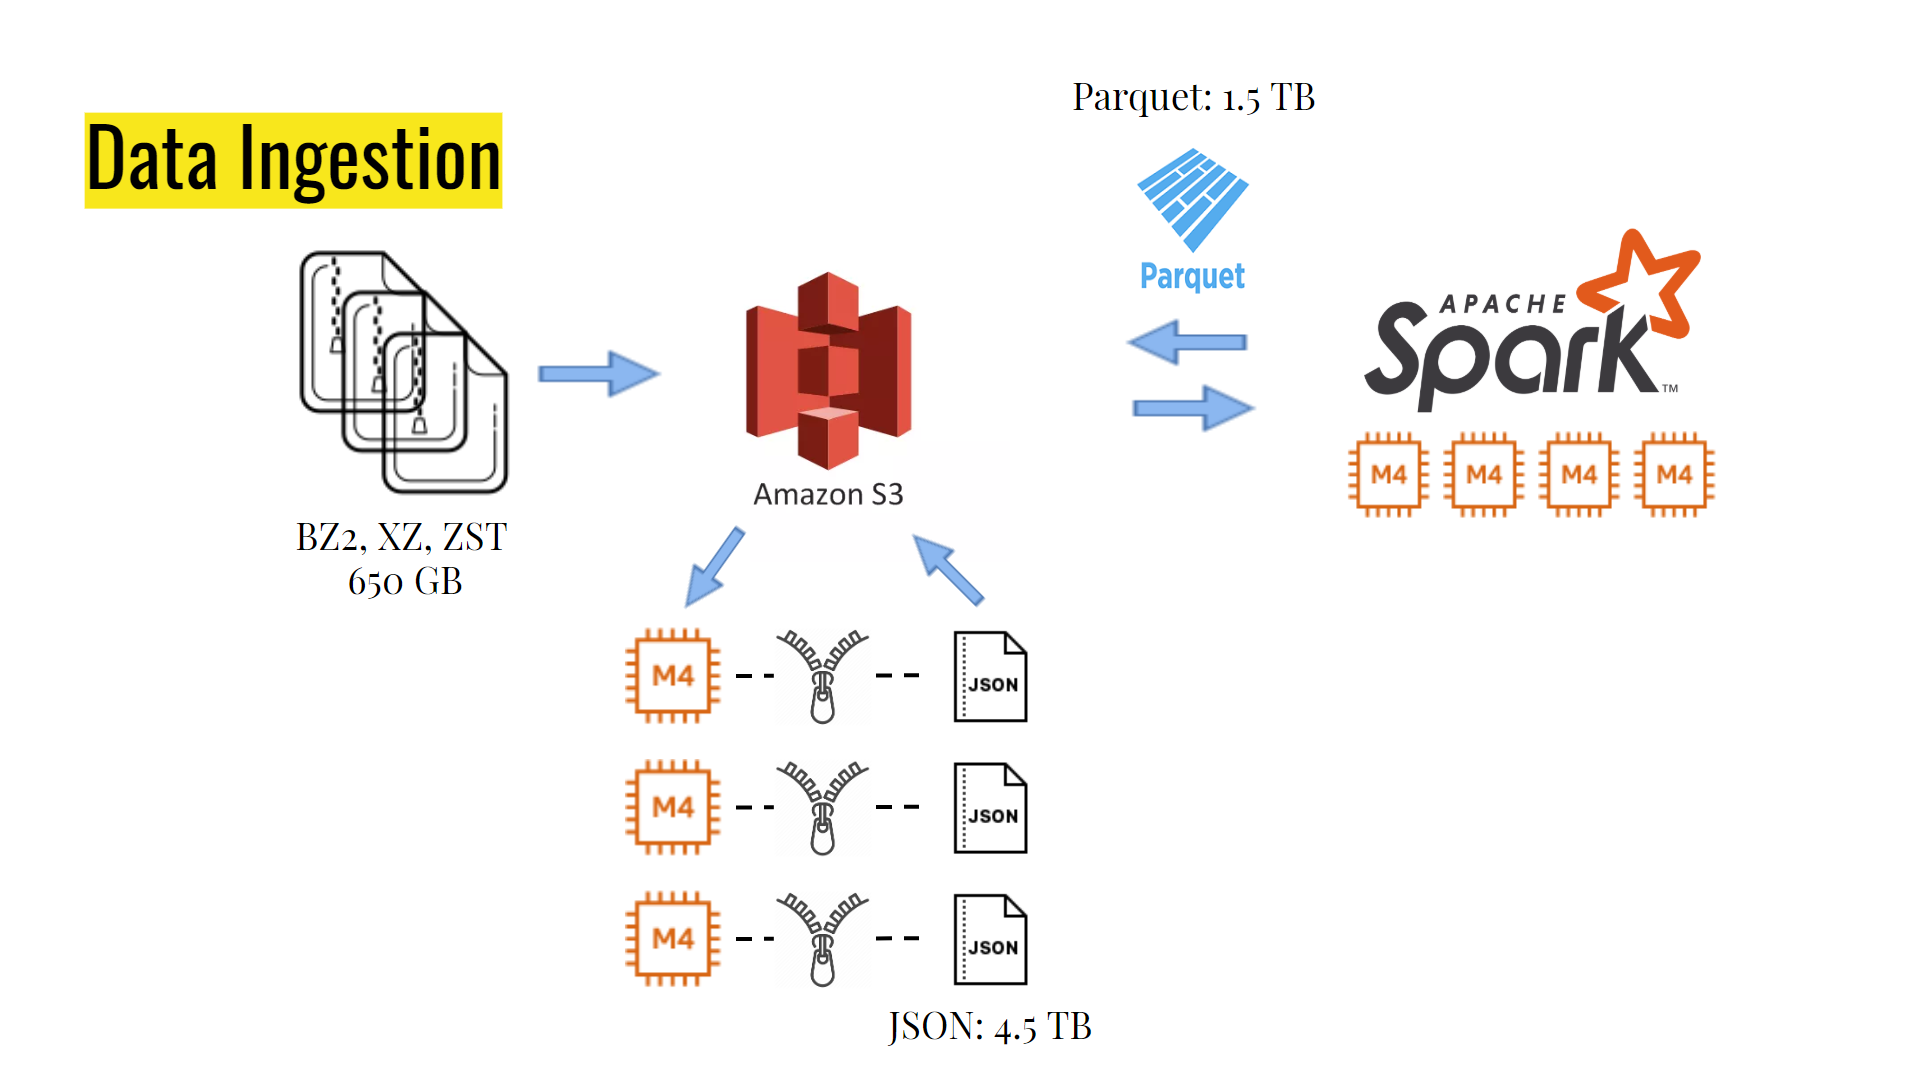 Data Ingestion
Parquet: 1.5 TB
Parquet
APACHE
Spark™
M4 M4 M4 M4
Amazon S3
BZ2, XZ, ZST
650 GB
M4 JSON
M4 JSON
M4 JSON
JSON: 4.5 TB